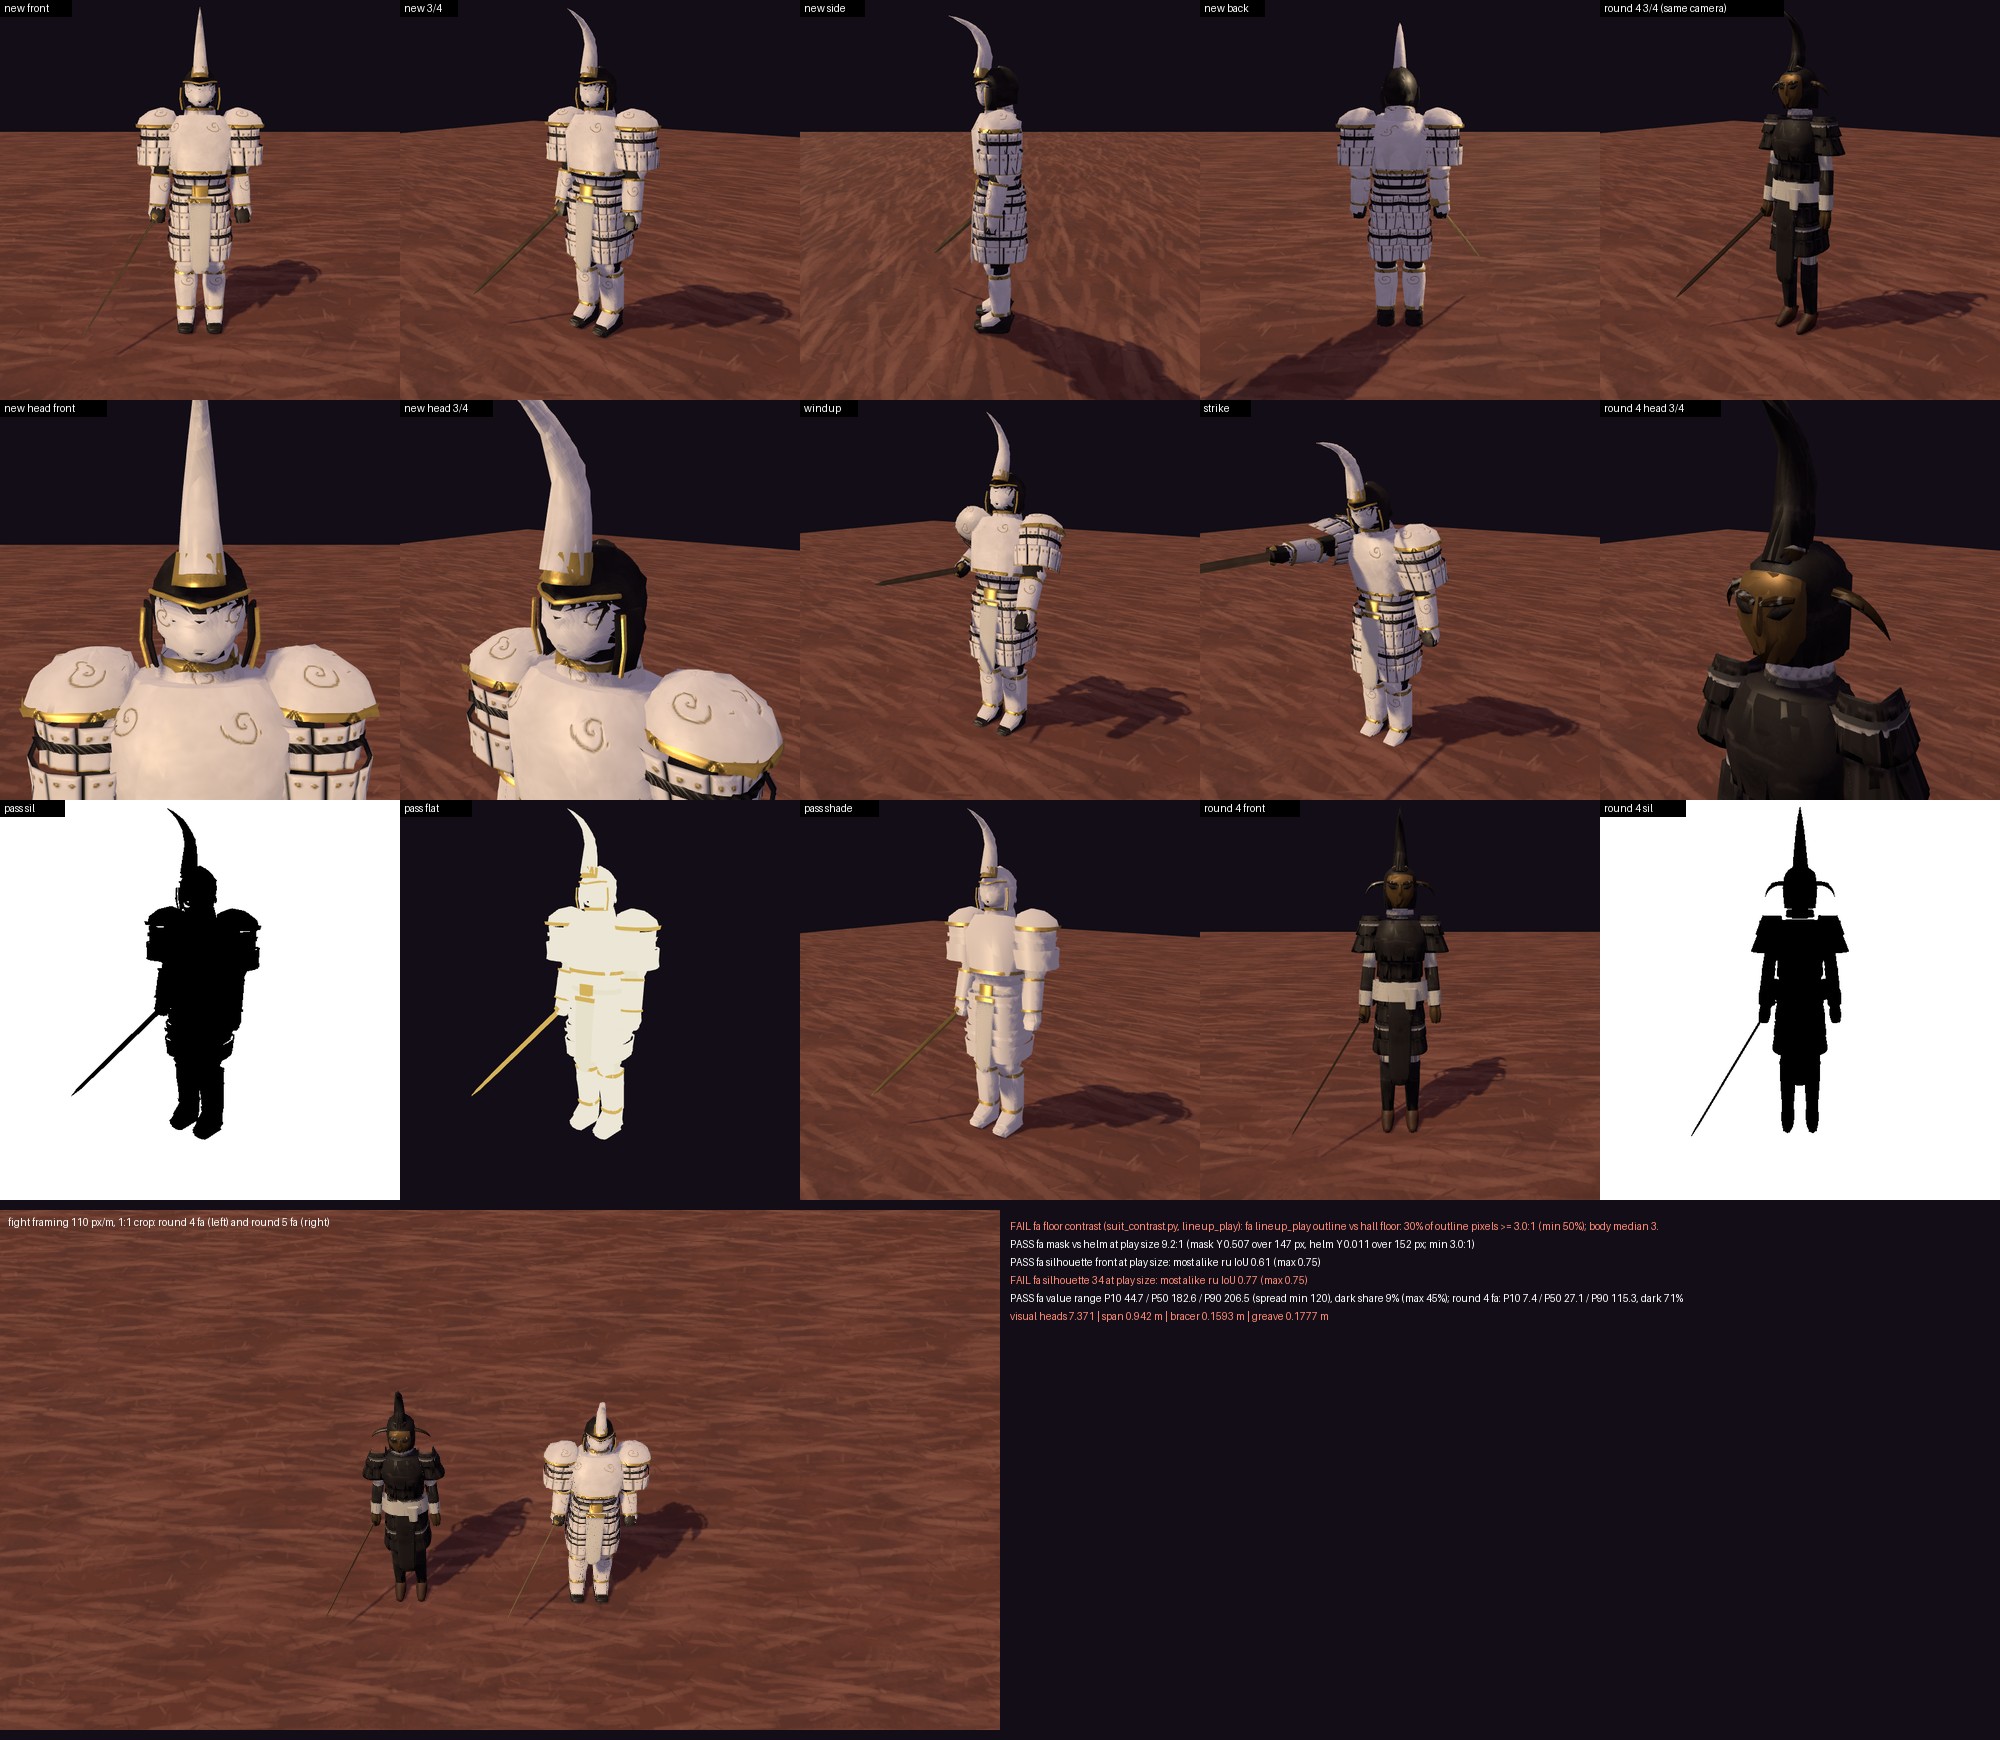 new front
new 3/4
new side
new back
round 4 3/4 (same camera)
new head front
new head 3/4
windup
strike
round 4 head 3/4
pass sil
pass flat
pass shade
round 4 front
round 4 sil
fight framing 110 px/m, 1:1 crop: round 4 fa (left) and round 5 fa (right)
FAIL fa floor contrast (suit_contrast.py, lineup_play): fa lineup_play outline vs hall floor: 30% of outline pixels >= 3.0:1 (min 50%); body median 3.
PASS fa mask vs helm at play size 9.2:1 (mask Y 0.507 over 147 px, helm Y 0.011 over 152 px; min 3.0:1)
PASS fa silhouette front at play size: most alike ru IoU 0.61 (max 0.75)
FAIL fa silhouette 34 at play size: most alike ru IoU 0.77 (max 0.75)
PASS fa value range P10 44.7 / P50 182.6 / P90 206.5 (spread min 120), dark share 9% (max 45%); round 4 fa: P10 7.4 / P50 27.1 / P90 115.3, dark 71%
visual heads 7.371 | span 0.942 m | bracer 0.1593 m | greave 0.1777 m